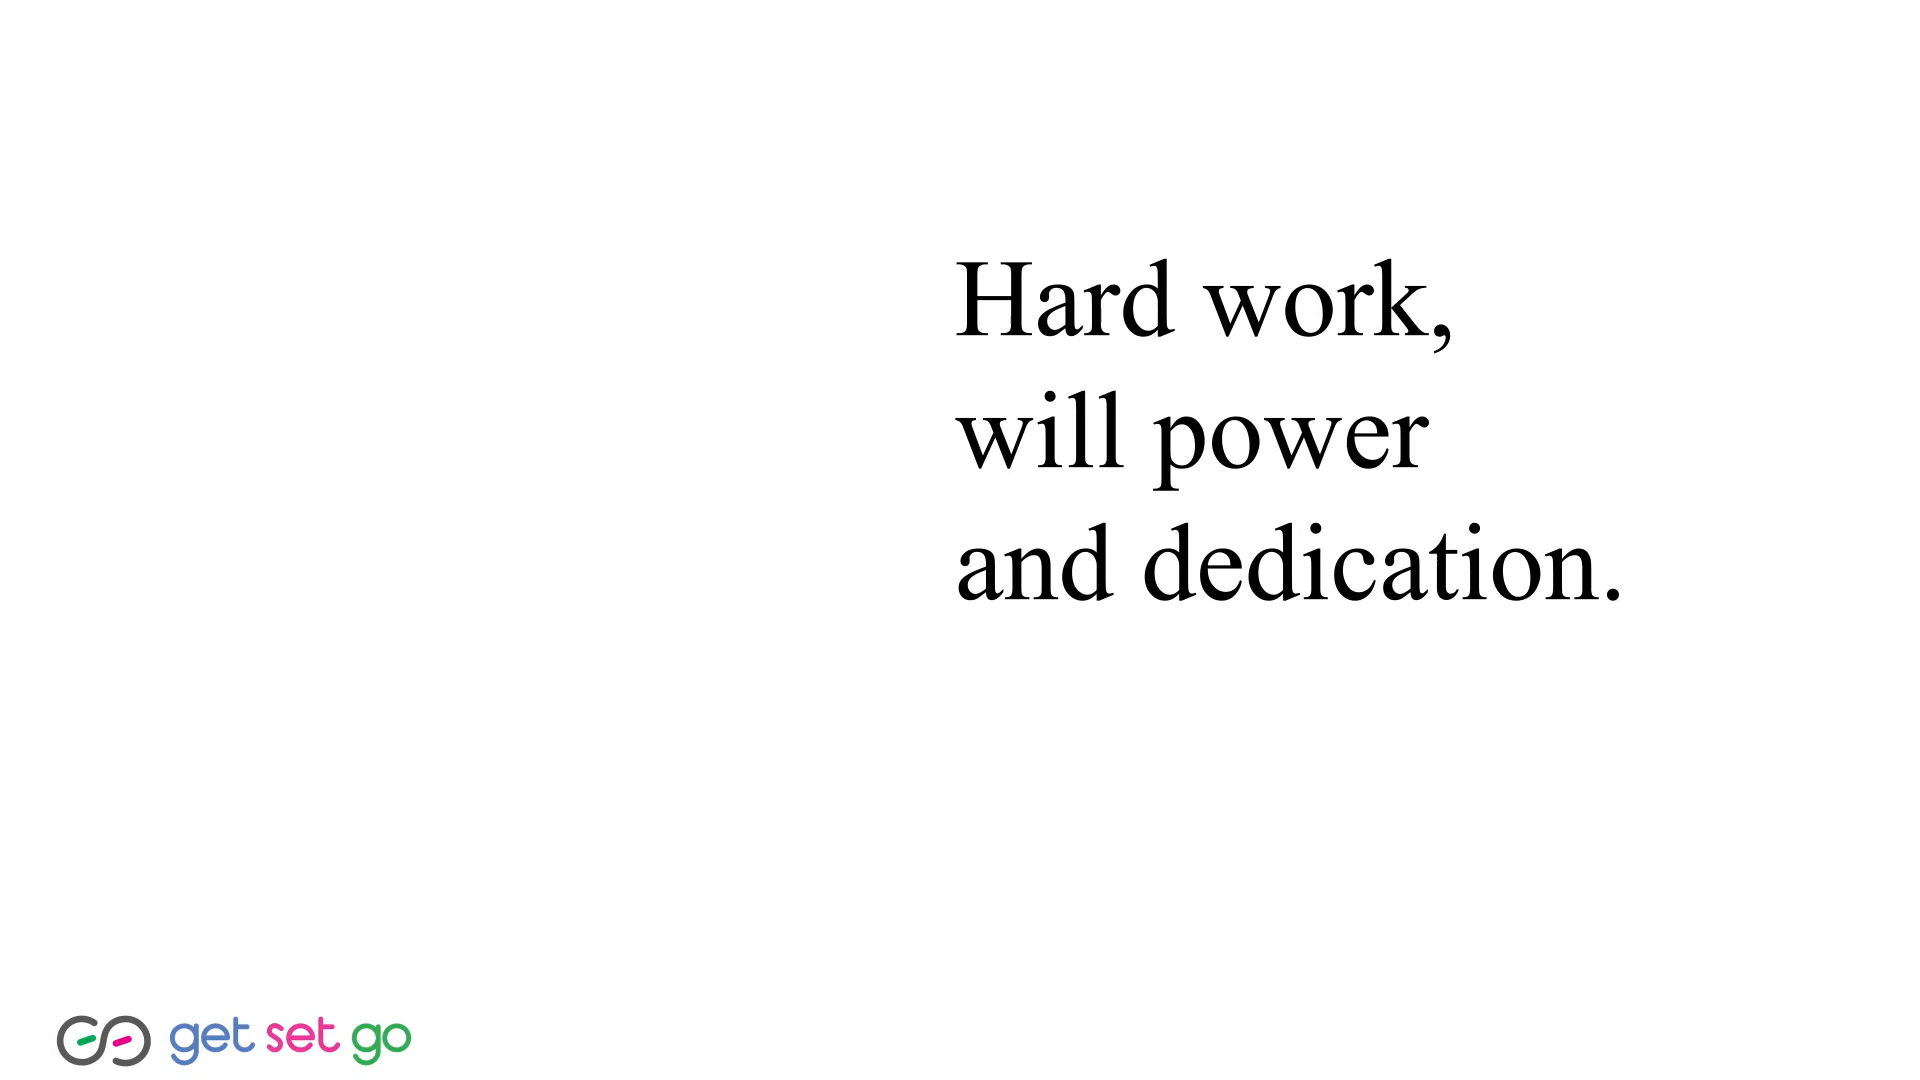 Hard work,
will power
and dedication.
get set go